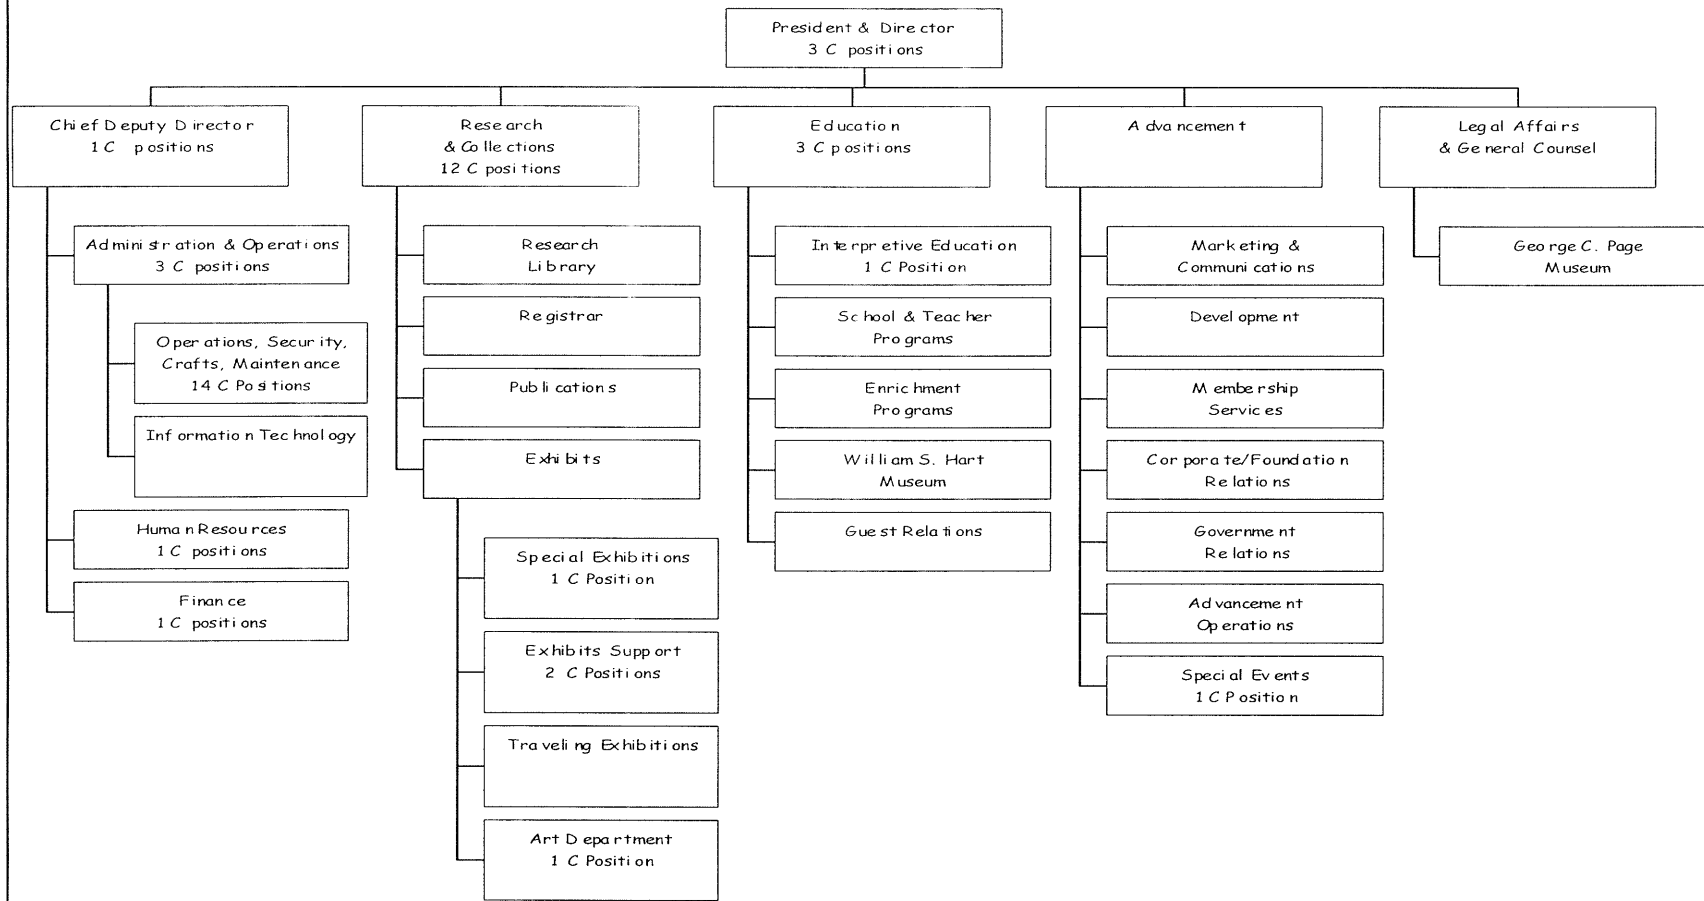 President & Director
3 C positions
Chief Deputy Director
1 C positions
Administration & Operations
3 C positions
Operations, Security,
Crafts, Maintenance
14 C Positions
Information Technology
Human Resources
1 C positions
Finance
1 C positions
Research
& Collections
12 C positions
Research
Library
Registrar
Publications
Exhibits
Special Exhibitions
1 C Position
Exhibits Support
2 C Positions
Traveling Exhibitions
Art Department
1 C Position
Education
3 C positions
Interpretive Education
1 C Position
School & Teacher
Programs
Enrichment
Programs
William S. Hart
Museum
Guest Relations
Advancement
Marketing &
Communications
Development
Membership
Services
Corporate/Foundation
Relations
Government
Relations
Advancement
Operations
Special Events
1 C Position
Legal Affairs
& General Counsel
George C. Page
Museum